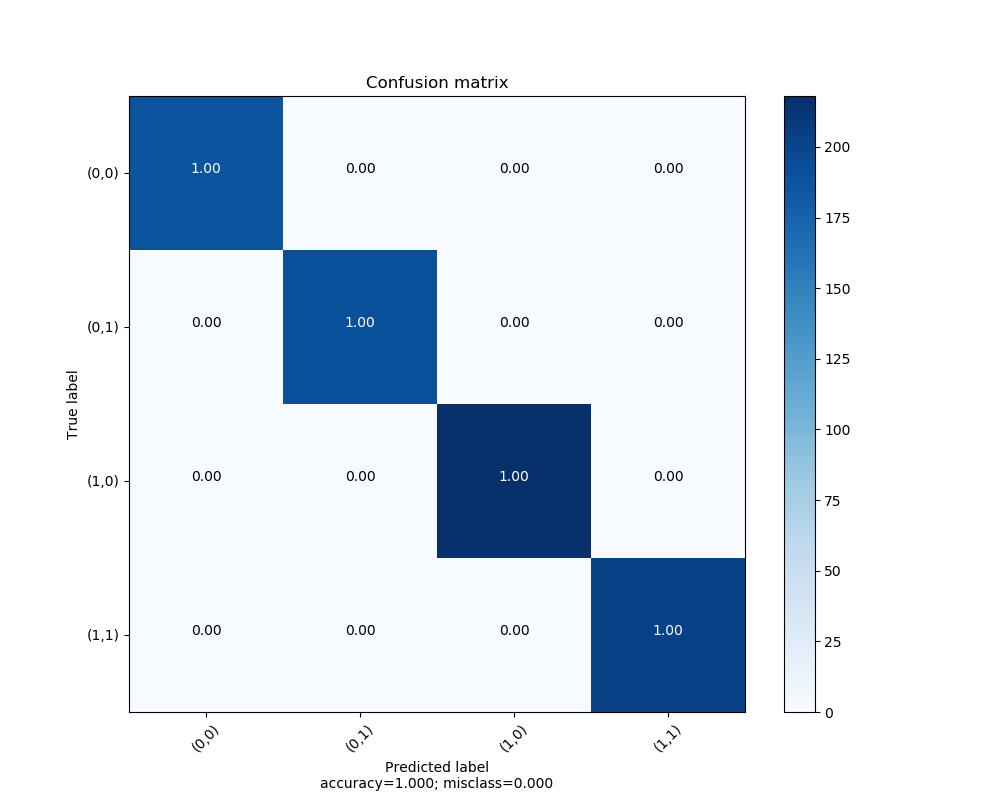 Confusion matrix
(0,0) 1.00 0.00 0.00 0.00
(0,1) 0.00 1.00 0.00 0.00
(1,0) 0.00 0.00 1.00 0.00
(1,1) 0.00 0.00 0.00 1.00
True label
(0,0) (0,1) (1,0) (1,1)
Predicted label
accuracy=1.000; misclass=0.000
200
175
150
125
100
75
50
25
0